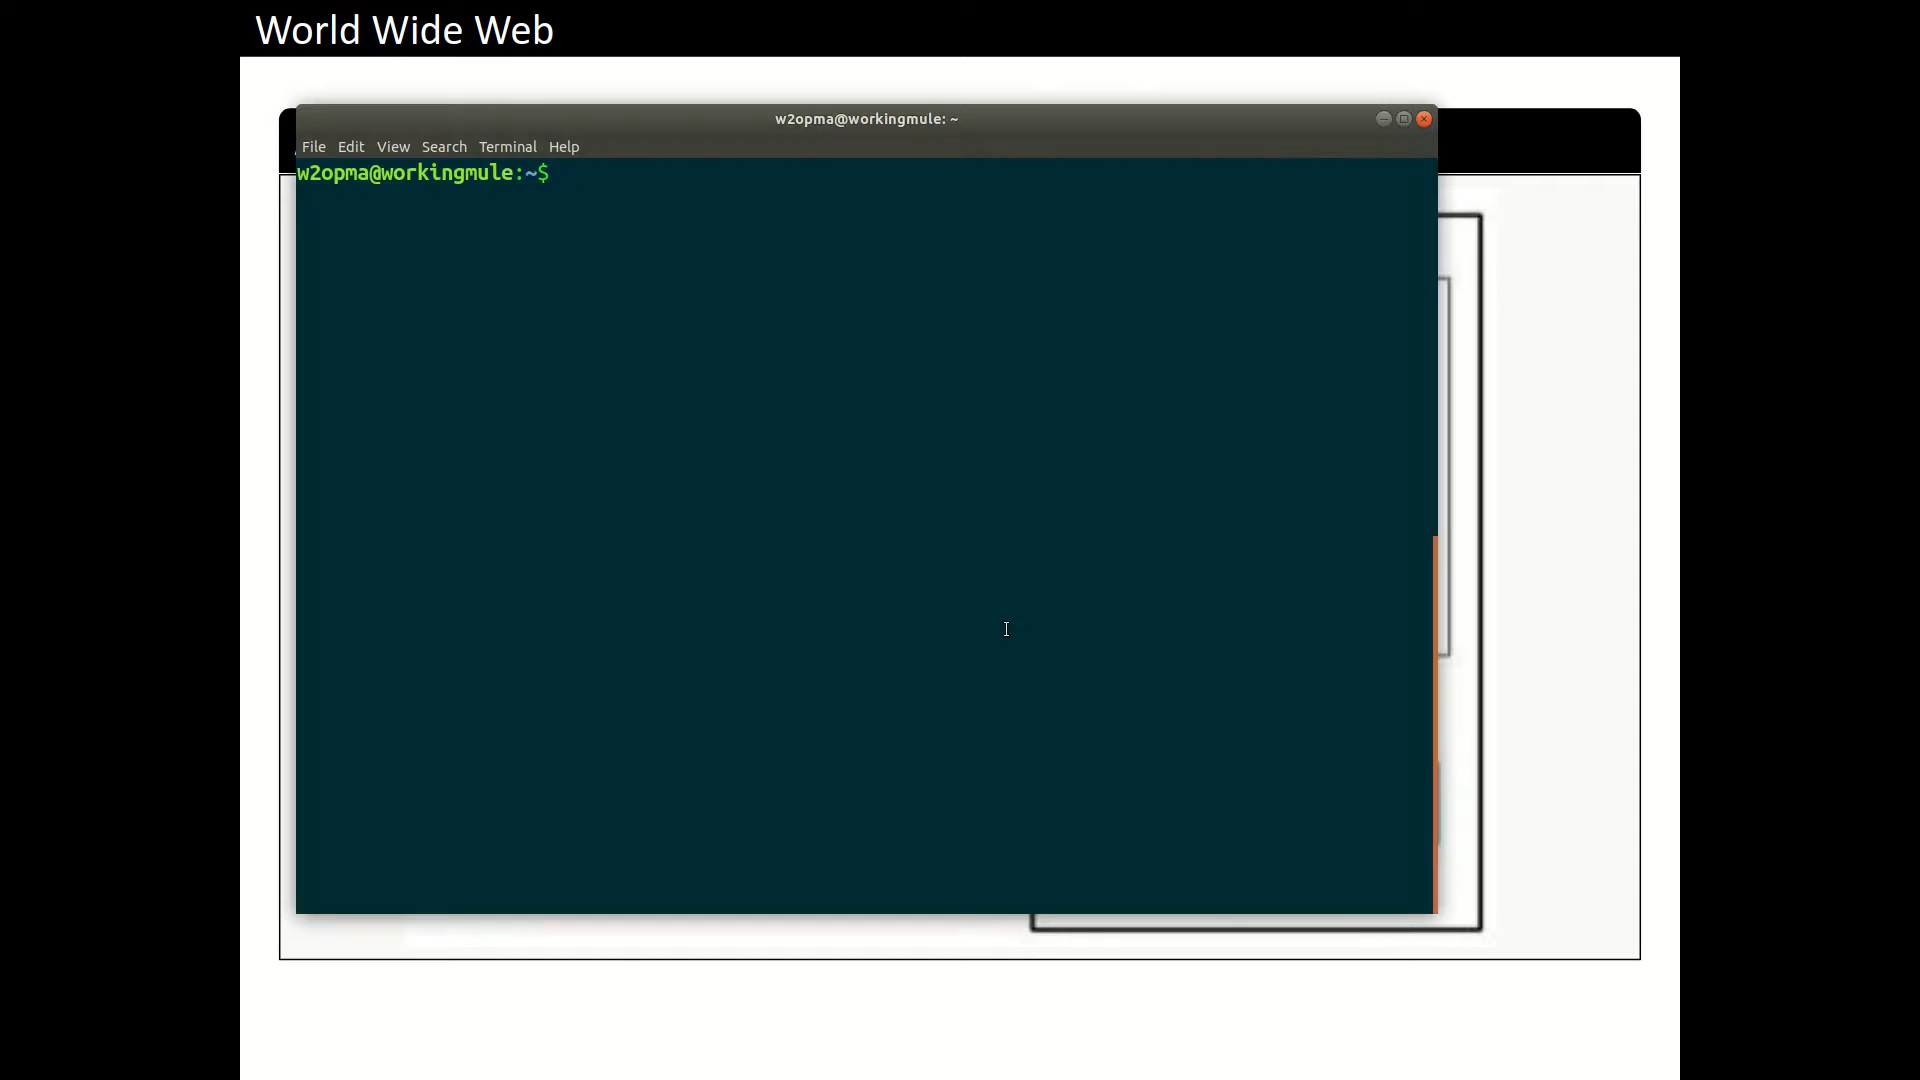 World Wide Web
w2opma@workingmule: ~
File Edit View Search Terminal Help
w2opma@workingmule:~$